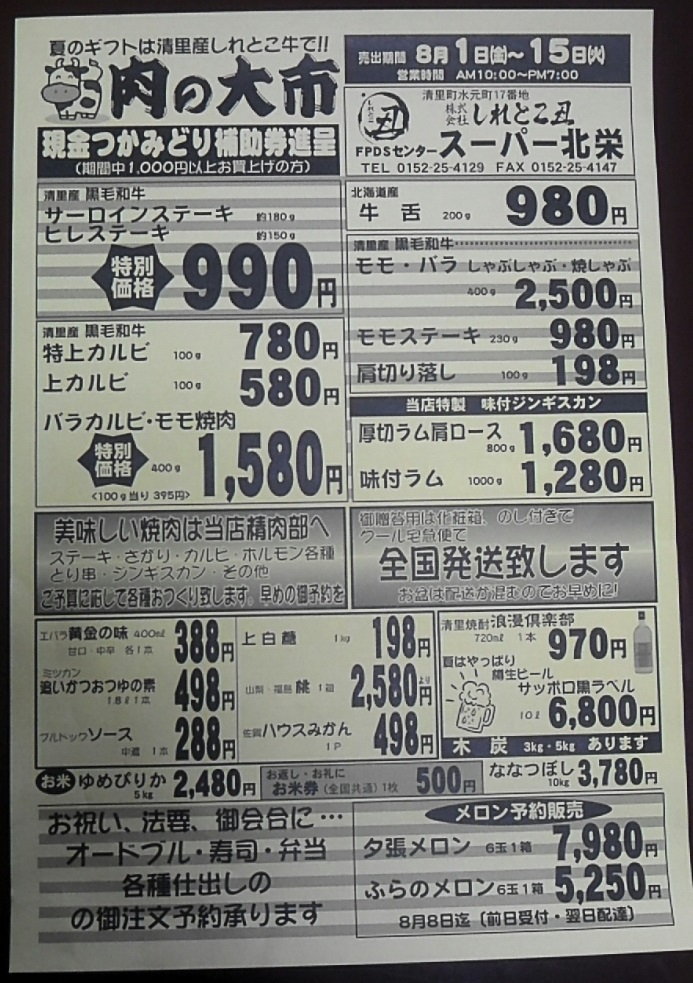 夏のギフトは清里産しれとこ牛で!!
肉の大市
現金つかみどり補助券進呈
(期間中1,000円以上お買上げの方)
売出期間 8月1日(金)～15日(火)
営業時間 AM10:00～PM7:00
清里町水元町17番地
しれとこ 丑
株式会社 しれとこ丑
FPDSセンター スーパー北栄
TEL 0152-25-4129 FAX 0152-25-4147
清里産 黒毛和牛
サーロインステーキ 約180g
ヒレステーキ 約150g
特別価格 990円
北海道産
牛舌 200g 980円
清里産 黒毛和牛
モモ・バラ しゃぶしゃぶ・焼しゃぶ
400g 2,500円
モモステーキ 230g 980円
肩切り落し 100g 198円
清里産 黒毛和牛
特上カルビ 100g 780円
上カルビ 100g 580円
バラカルビ・モモ焼肉
特別価格 400g 1,580円
<100g当り 395円>
当店特製 味付ジンギスカン
厚切ラム肩ロース 800g 1,680円
味付ラム 1000g 1,280円
美味しい焼肉は当店精肉部へ
ステーキ・さがり・カルビ・ホルモン各種
とり串・ジンギスカン・その他
ご予算に応じて各種おつくり致します。早めの御予約を
御贈答用は化粧箱、のし付きで
クール宅急便で
全国発送致します
お盆は配送が混むのでお早めに!
エバラ 黄金の味 400ml 388円
甘口・中辛 各1本
ミツカン
追いがつおつゆの素 498円
1.8ℓ 1本
ブルドックソース 288円
中濃 1本
上白糖 1kg 198円
山梨・福島 桃 1箱 2,580円より
佐賀 ハウスみかん 498円
1P
清里焼酎 浪漫倶楽部
720ml 1本 970円
夏はやっぱり
樽生ビール
サッポロ黒ラベル
10ℓ 6,800円
木炭 3kg・5kg あります
お米 ゆめぴりか 5kg 2,480円
お返し・お礼に
お米券(全国共通)1枚 500円
ななつぼし 10kg 3,780円
お祝い、法要、御会合に…
オードブル・寿司・弁当
各種仕出しの
の御注文予約承ります
メロン予約販売
夕張メロン 6玉1箱 7,980円
ふらのメロン 6玉1箱 5,250円
8月8日迄 〔前日受付・翌日配達〕